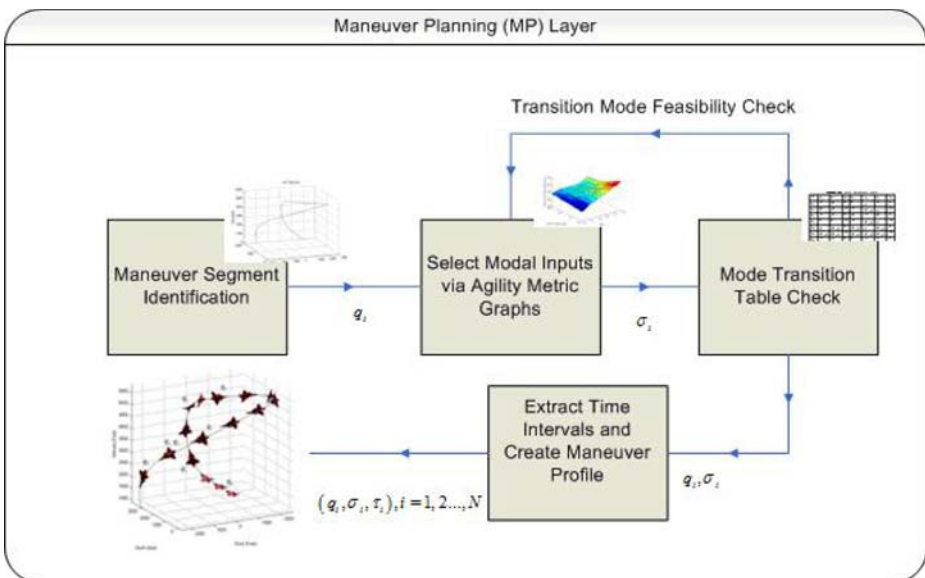 Maneuver Planning (MP) Layer
Transition Mode Feasibility Check
Maneuver Segment
Identification
Select Modal Inputs
via Agility Metric
Graphs
Mode Transition
Table Check
q_i
σ_i
Extract Time
Intervals and
Create Maneuver
Profile
q_i, σ_i
(q_i, σ_i, τ_i), i = 1, 2..., N